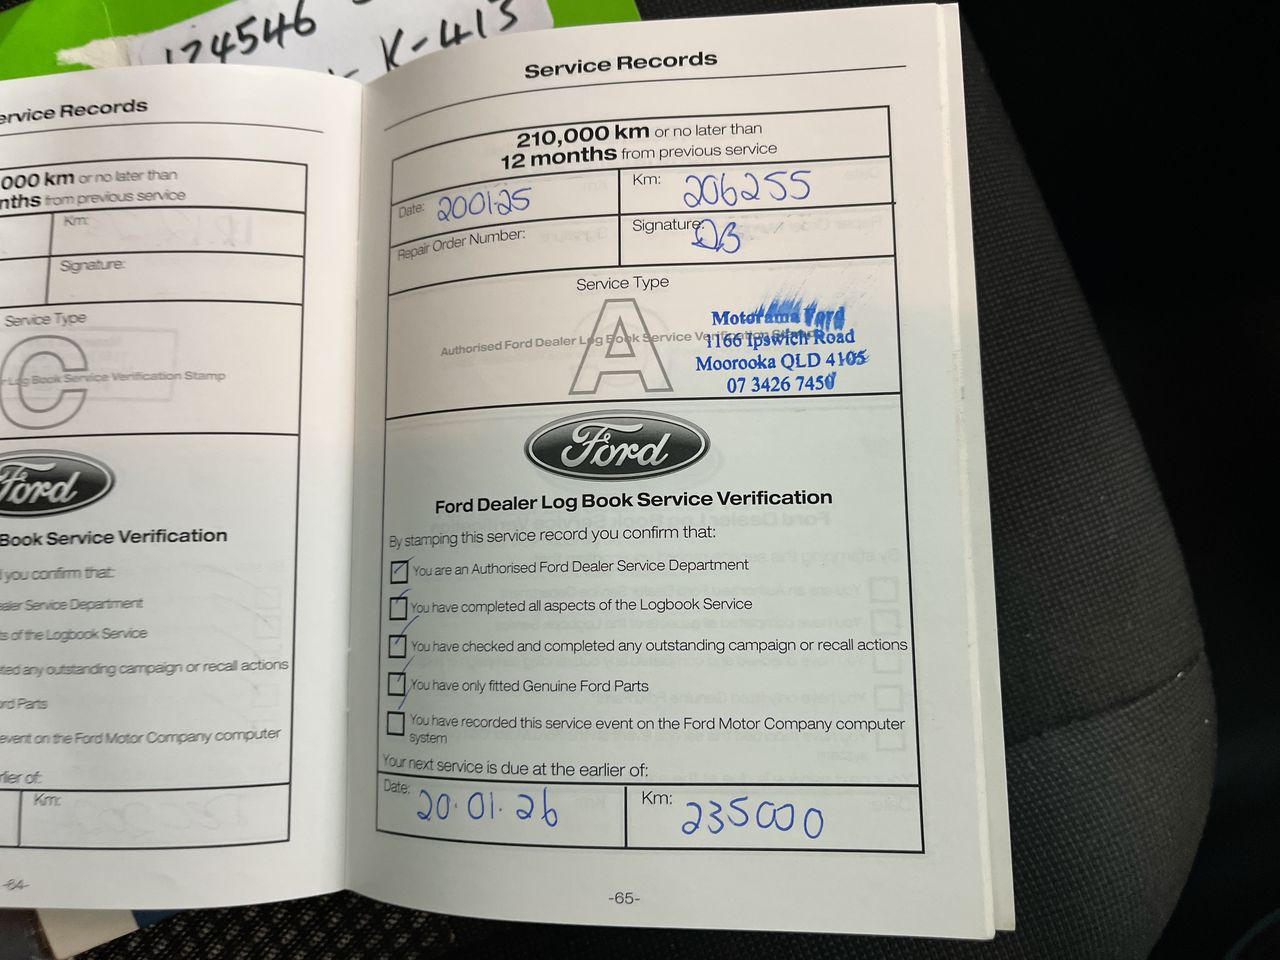 124546
K-413
ervice Records
000 km or no later than
nths from previous service
Km:
Signature:
Service Type
C
r Log Book Service Verification Stamp
Ford
Book Service Verification
you confirm that:
aler Service Department
ts of the Logbook Service
ted any outstanding campaign or recall actions
rd Parts
event on the Ford Motor Company computer
lier of:
Km:
-64-
Service Records
210,000 km or no later than
12 months from previous service
Date: 2001.25
Km: 206255
Repair Order Number:
Signature: DB
Service Type
A
Authorised Ford Dealer Log Book Service Verification Stamp
Motorama Ford
1166 Ipswich Road
Moorooka QLD 4105
07 3426 7450
Ford
Ford Dealer Log Book Service Verification
By stamping this service record you confirm that:
You are an Authorised Ford Dealer Service Department
You have completed all aspects of the Logbook Service
You have checked and completed any outstanding campaign or recall actions
You have only fitted Genuine Ford Parts
You have recorded this service event on the Ford Motor Company computer
system
Your next service is due at the earlier of:
Date: 20.01.26
Km: 235000
-65-